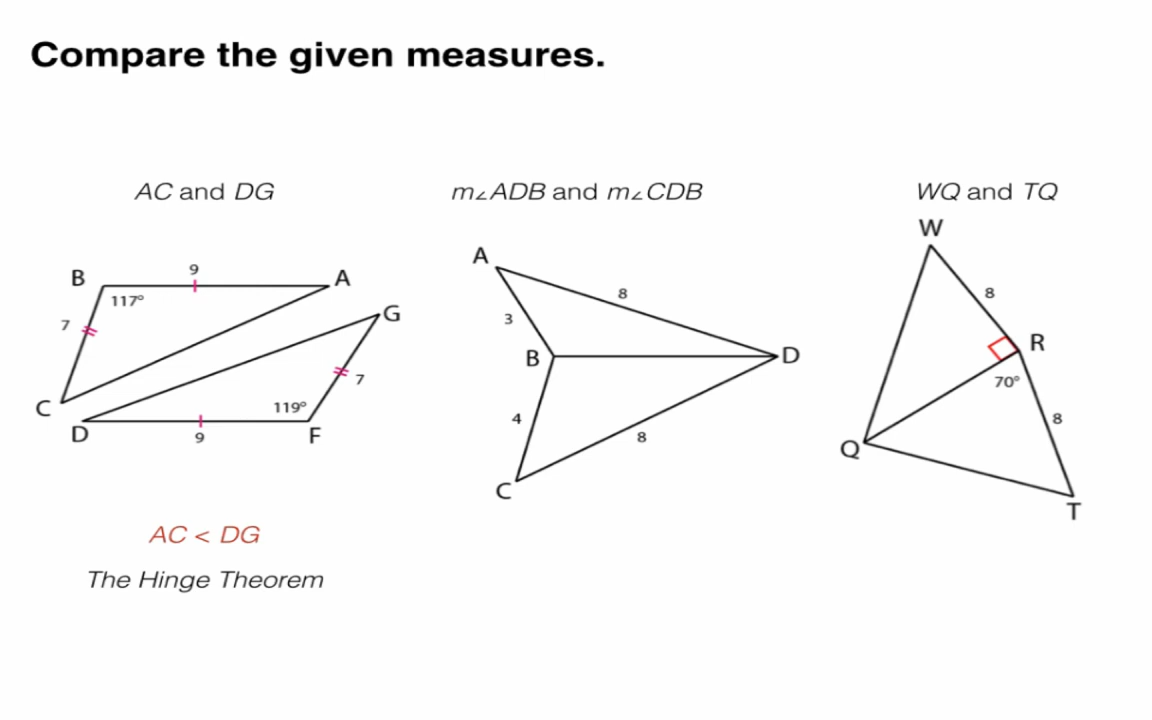 Compare the given measures.
AC and DG
m∠ADB and m∠CDB
WQ and TQ
B
9
A
117°
7
C
G
7
119°
D
9
F
A
8
3
B
D
4
8
C
W
8
R
70°
8
Q
T
AC < DG
The Hinge Theorem